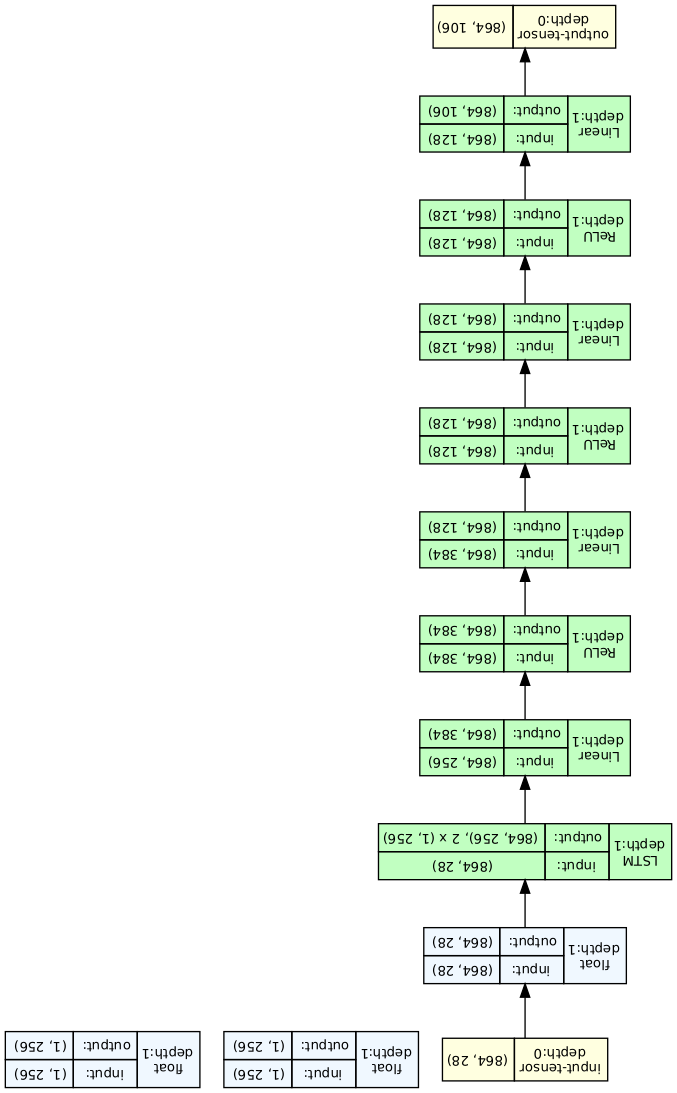 input-tensor
depth:0
(864, 28)
float
depth:1
input: (1, 256)
output: (1, 256)
float
depth:1
input: (1, 256)
output: (1, 256)
float
depth:1
input: (864, 28)
output: (864, 28)
LSTM
depth:1
input: (864, 28)
output: (864, 256), 2 x (1, 256)
Linear
depth:1
input: (864, 256)
output: (864, 384)
ReLU
depth:1
input: (864, 384)
output: (864, 384)
Linear
depth:1
input: (864, 384)
output: (864, 128)
ReLU
depth:1
input: (864, 128)
output: (864, 128)
Linear
depth:1
input: (864, 128)
output: (864, 128)
ReLU
depth:1
input: (864, 128)
output: (864, 128)
Linear
depth:1
input: (864, 128)
output: (864, 106)
output-tensor
depth:0
(864, 106)